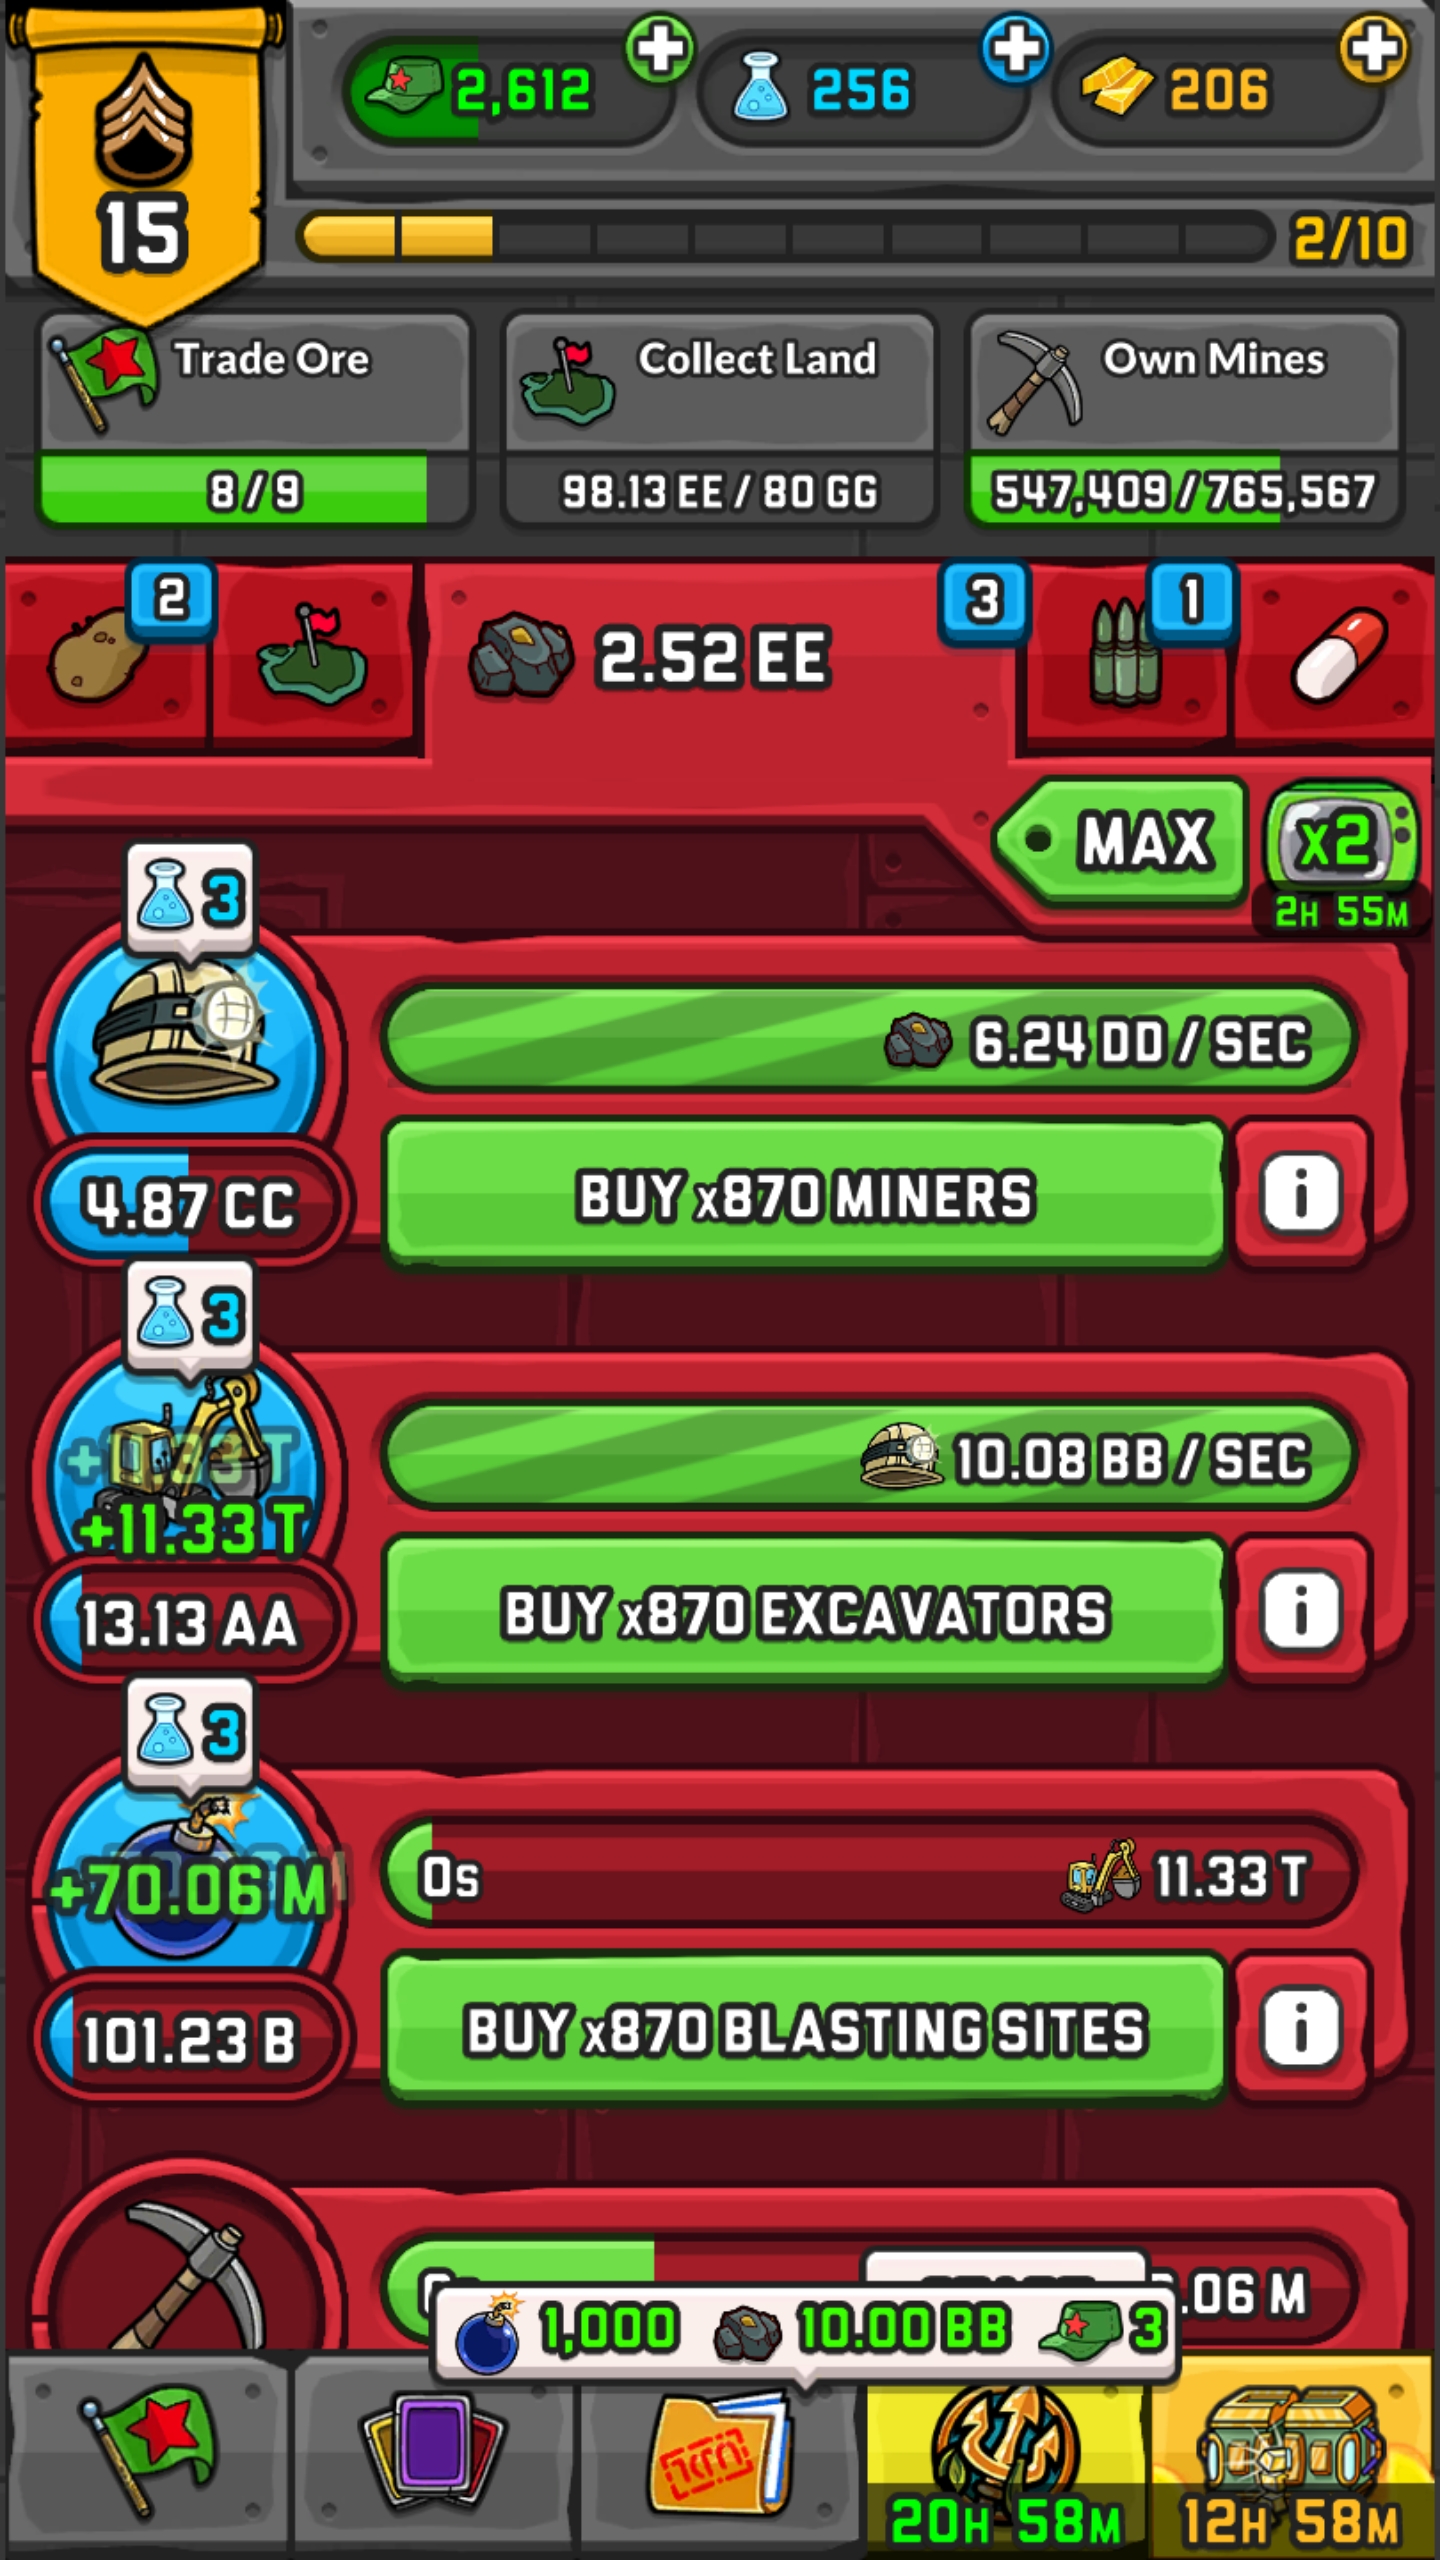 15
2,612
256
206
2/10
Trade Ore
8/9
Collect Land
98.13 EE / 80 GG
Own Mines
547,409 / 765,567
2
2.52 EE
3
1
MAX
x2
2H 55M
3
6.24 DD / SEC
4.87 CC
BUY x870 MINERS
3
10.08 BB / SEC
+11.33 T
13.13 AA
BUY x870 EXCAVATORS
3
+70.06 M
0s
11.33 T
101.23 B
BUY x870 BLASTING SITES
.06 M
1,000
10.00 BB
3
20H 58M
12H 58M